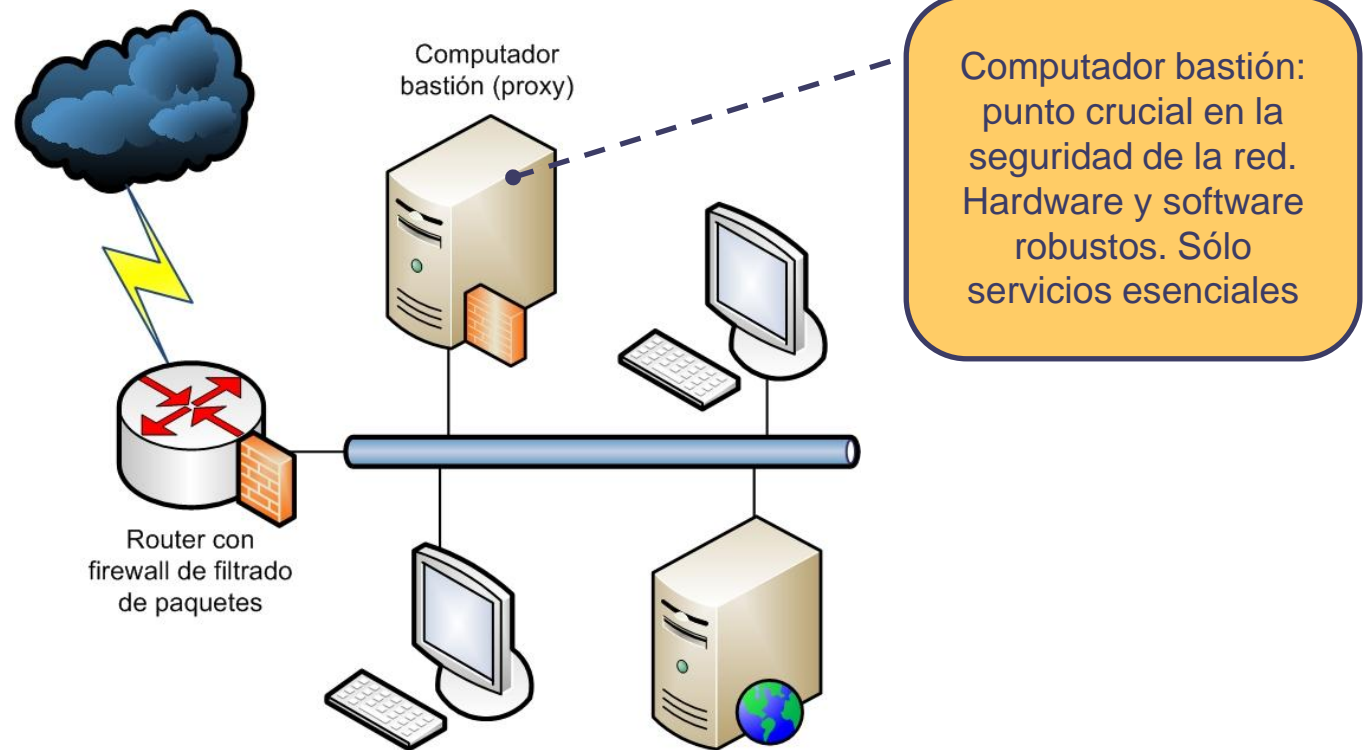 Computador
bastión (proxy)
Computador bastión:
punto crucial en la
seguridad de la red.
Hardware y software
robustos. Sólo
servicios esenciales
Router con
firewall de filtrado
de paquetes